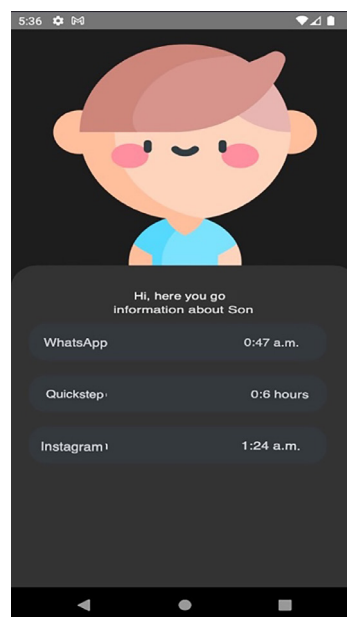 5:36
Hi, here you go
information about Son
WhatsApp 0:47 a.m.
Quickstep 0:6 hours
Instagram 1:24 a.m.